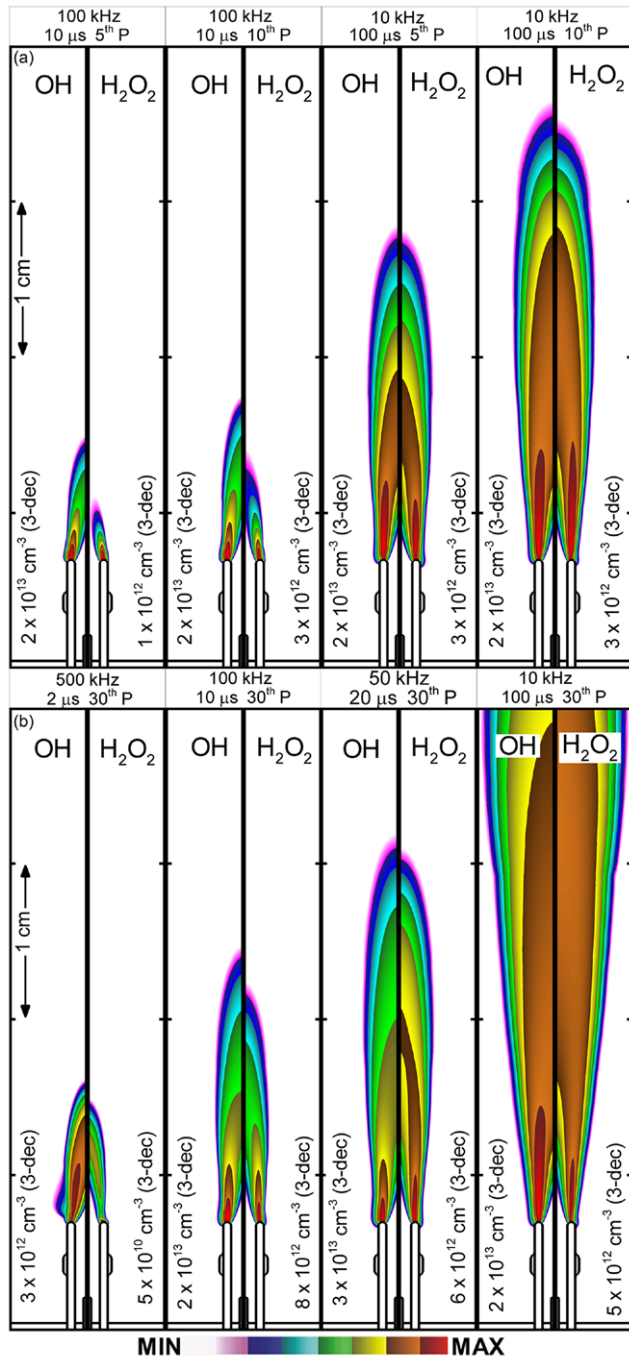 100 kHz
10 μs 5th P
100 kHz
10 μs 10th P
10 kHz
100 μs 5th P
10 kHz
100 μs 10th P
(a)
OH H2O2
OH H2O2
OH H2O2
OH H2O2
1 cm
2 x 10^13 cm^-3 (3-dec)
1 x 10^12 cm^-3 (3-dec)
2 x 10^13 cm^-3 (3-dec)
3 x 10^12 cm^-3 (3-dec)
2 x 10^13 cm^-3 (3-dec)
3 x 10^12 cm^-3 (3-dec)
2 x 10^13 cm^-3 (3-dec)
3 x 10^12 cm^-3 (3-dec)
500 kHz
2 μs 30th P
100 kHz
10 μs 30th P
50 kHz
20 μs 30th P
10 kHz
100 μs 30th P
(b)
OH H2O2
OH H2O2
OH H2O2
OH H2O2
1 cm
3 x 10^12 cm^-3 (3-dec)
5 x 10^10 cm^-3 (3-dec)
2 x 10^13 cm^-3 (3-dec)
8 x 10^12 cm^-3 (3-dec)
3 x 10^13 cm^-3 (3-dec)
6 x 10^12 cm^-3 (3-dec)
2 x 10^13 cm^-3 (3-dec)
5 x 10^12 cm^-3 (3-dec)
MIN MAX